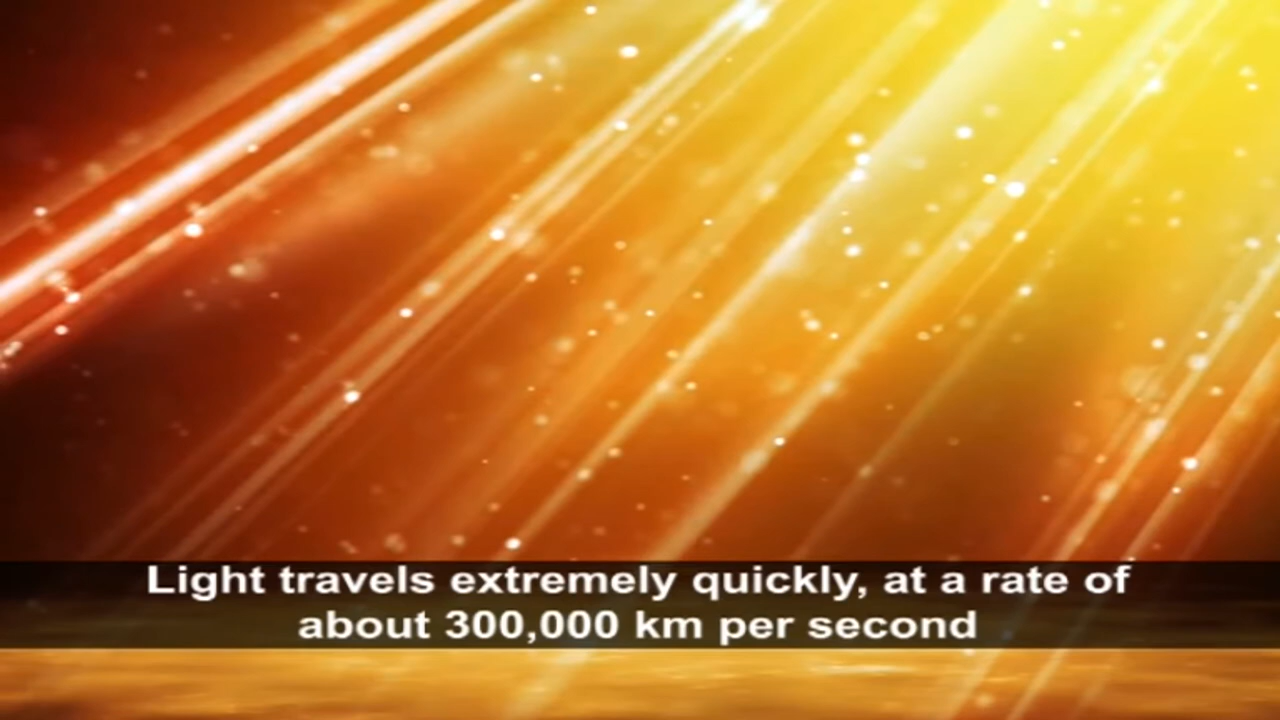 Light travels extremely quickly, at a rate of
about 300,000 km per second